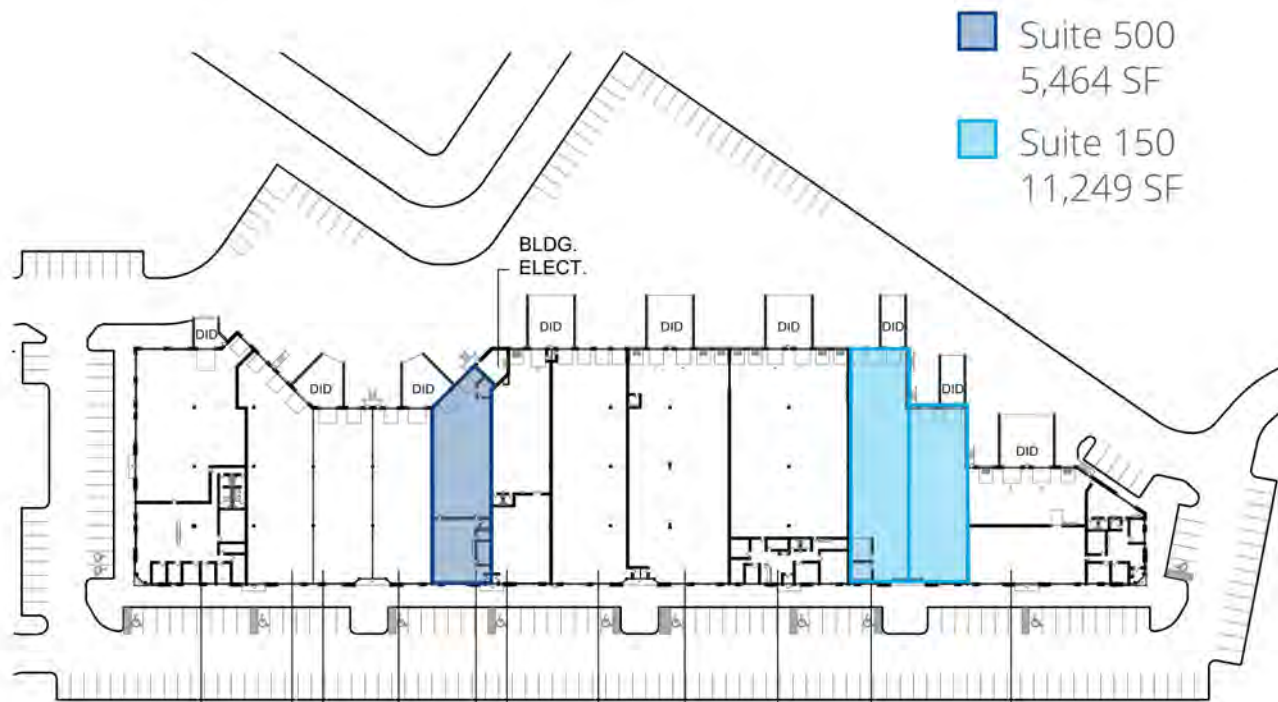 Suite 500
5,464 SF
Suite 150
11,249 SF
BLDG.
ELECT.
DID
DID
DID
DID
DID
DID
DID
DID
DID